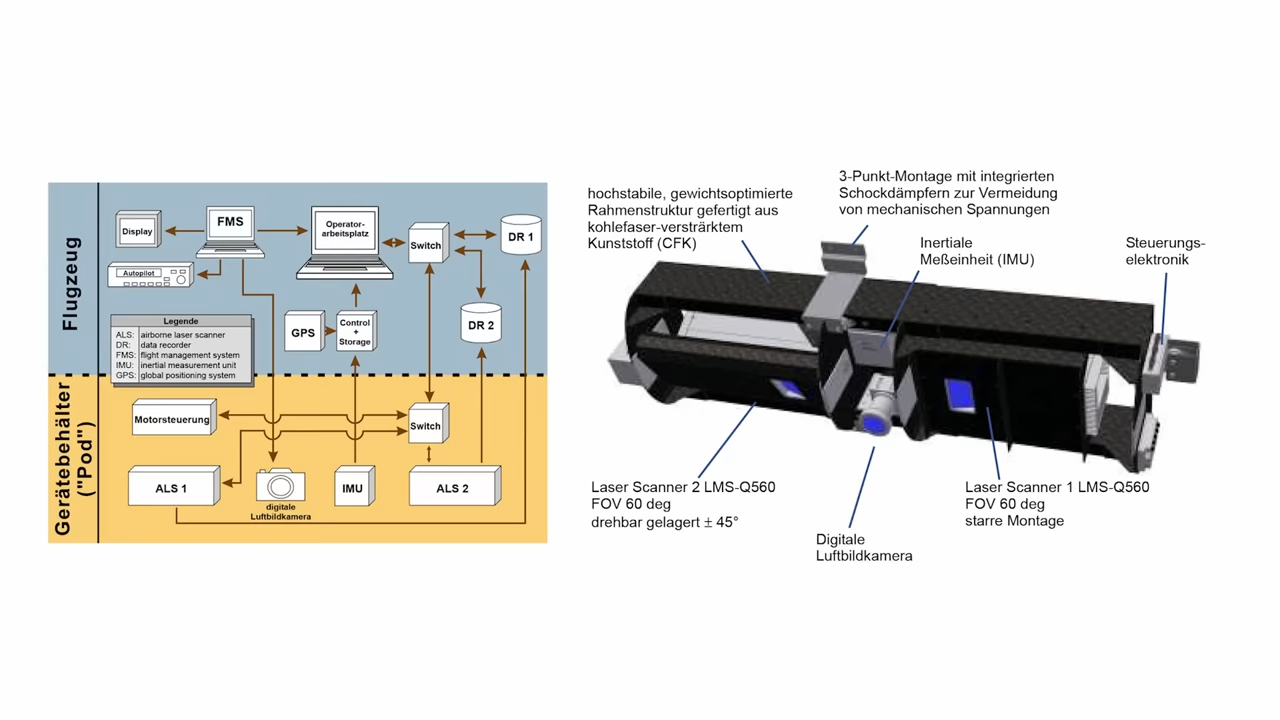 Flugzeug
Display
FMS
Operator-
arbeitsplatz
Switch
DR 1
Autopilot
DR 2
GPS
Control
+
Storage
Legende
ALS: airborne laser scanner
DR: data recorder
FMS: flight management system
IMU: inertial measurement unit
GPS: global positioning system
Gerätebehälter
("Pod")
Motorsteuerung
Switch
ALS 1
digitale
Luftbildkamera
IMU
ALS 2
hochstabile, gewichtsoptimierte
Rahmenstruktur gefertigt aus
kohlefaser-versträrktem
Kunststoff (CFK)
3-Punkt-Montage mit integrierten
Schockdämpfern zur Vermeidung
von mechanischen Spannungen
Inertiale
Meßeinheit (IMU)
Steuerungs-
elektronik
Laser Scanner 2 LMS-Q560
FOV 60 deg
drehbar gelagert ± 45°
Digitale
Luftbildkamera
Laser Scanner 1 LMS-Q560
FOV 60 deg
starre Montage